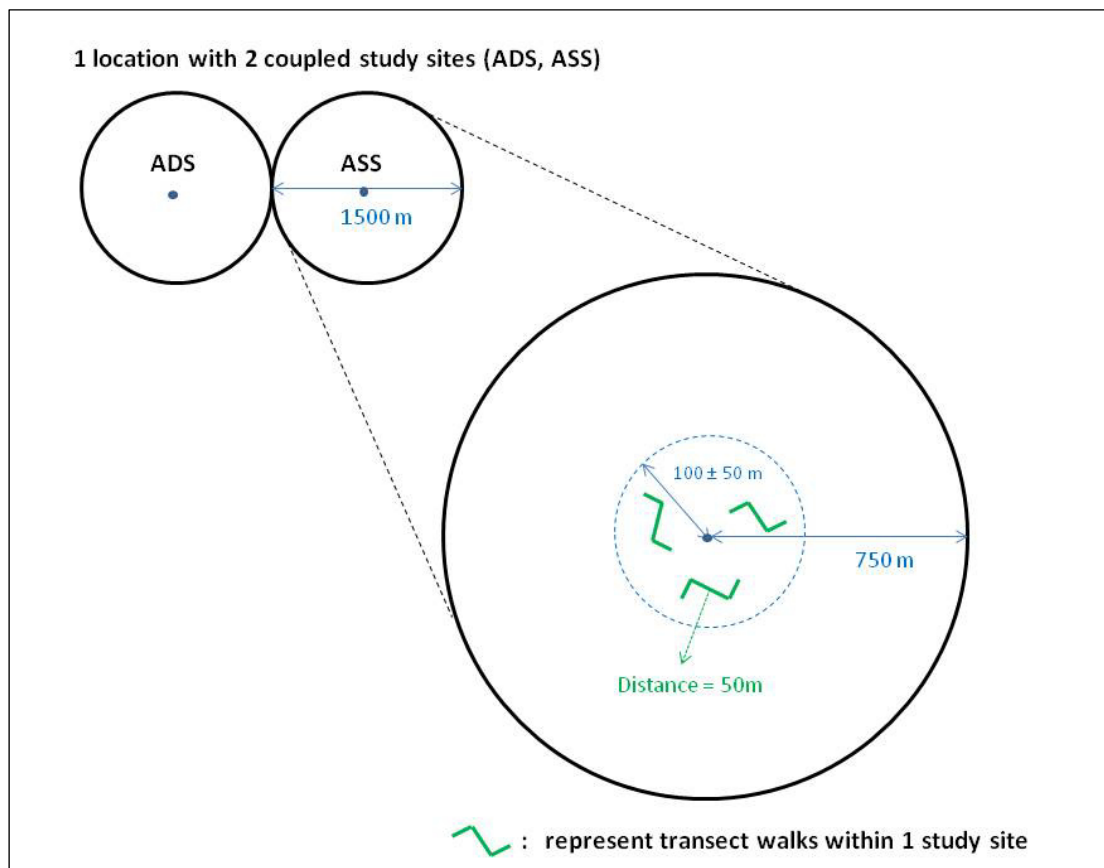 1 location with 2 coupled study sites (ADS, ASS)
ADS
ASS
1500 m
100 ± 50 m
750 m
Distance = 50m
: represent transect walks within 1 study site